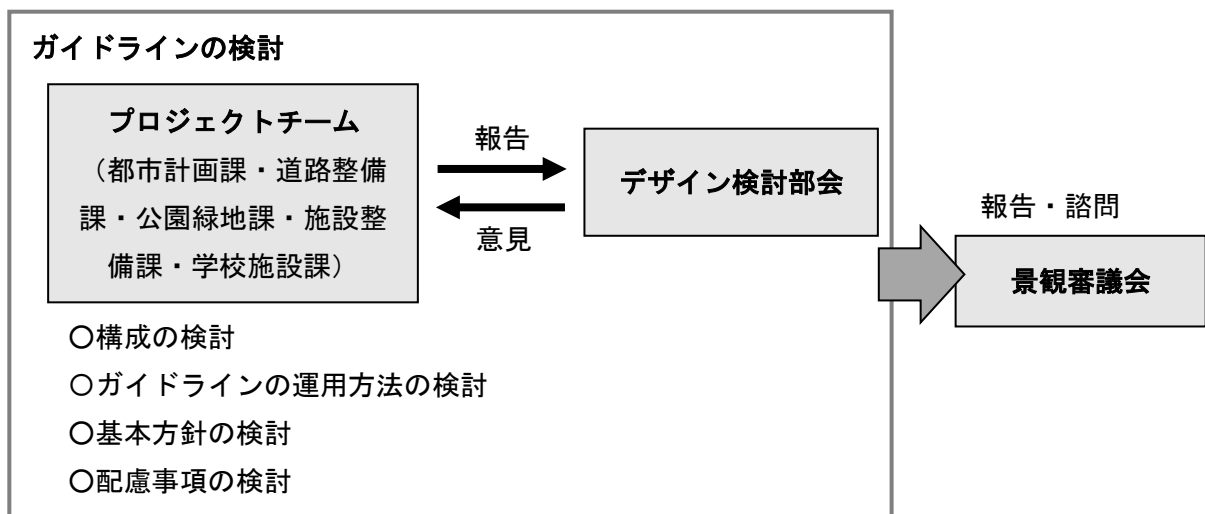 ガイドラインの検討
プロジェクトチーム
（都市計画課・道路整備
課・公園緑地課・施設整
備課・学校施設課）
報告
意見
デザイン検討部会
報告・諮問
景観審議会
〇構成の検討
〇ガイドラインの運用方法の検討
〇基本方針の検討
〇配慮事項の検討